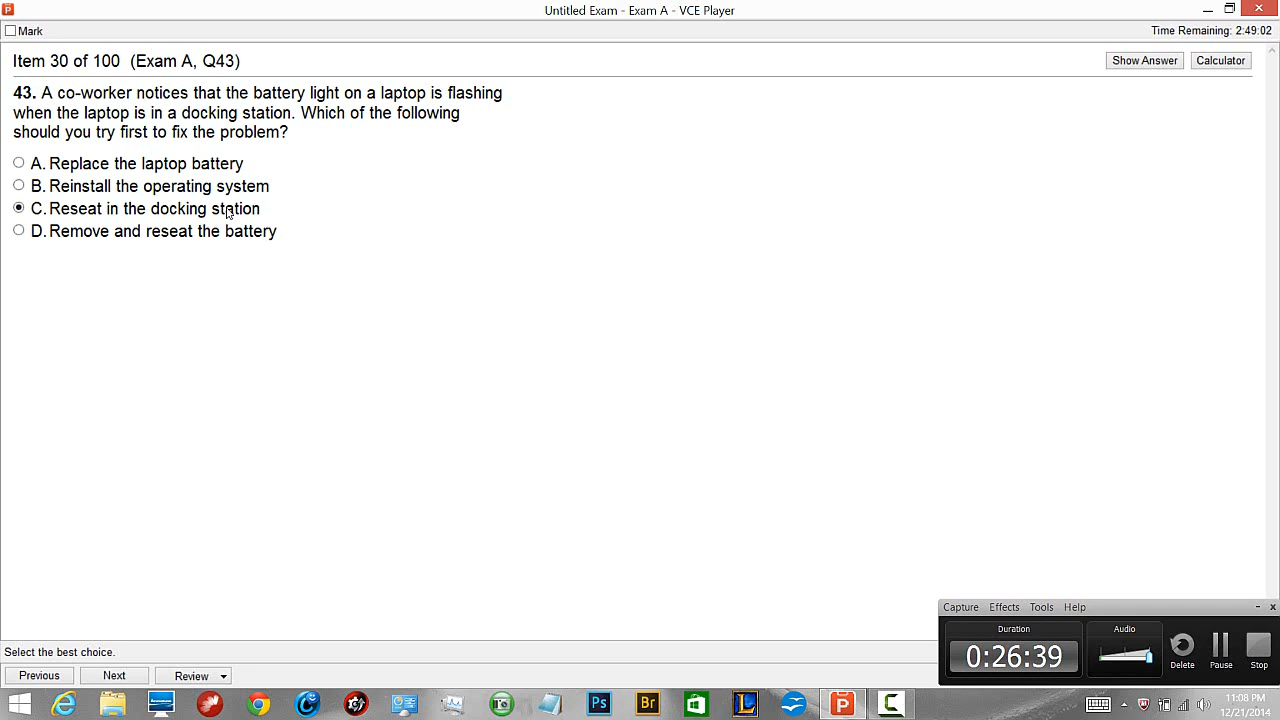 Untitled Exam - Exam A - VCE Player
Mark
Time Remaining: 2:49:02
Item 30 of 100 (Exam A, Q43)
Show Answer
Calculator
43. A co-worker notices that the battery light on a laptop is flashing
when the laptop is in a docking station. Which of the following
should you try first to fix the problem?
A. Replace the laptop battery
B. Reinstall the operating system
C. Reseat in the docking station
D. Remove and reseat the battery
Capture Effects Tools Help
Duration
Audio
0:26:39
Delete
Pause
Stop
Select the best choice.
Previous
Next
Review
Ps
Br
L
P
C
11:08 PM
12/21/2014